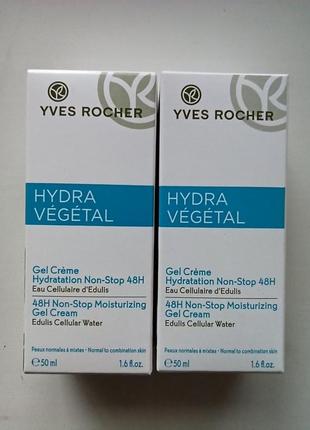 YVES ROCHER
HYDRA
VÉGÉTAL
Gel Crème
Hydratation Non-Stop 48H
Eau Cellulaire d'Edulis
48H Non-Stop Moisturizing
Gel Cream
Edulis Cellular Water
Peaux normales à mixtes - Normal to combination skin
℮50 ml 1.6 fl.oz.
YVES ROCHER
HYDRA
VÉGÉTAL
Gel Crème
Hydratation Non-Stop 48H
Eau Cellulaire d'Edulis
48H Non-Stop Moisturizing
Gel Cream
Edulis Cellular Water
Peaux normales à mixtes - Normal to combination skin
℮50 ml 1.6 fl.oz.